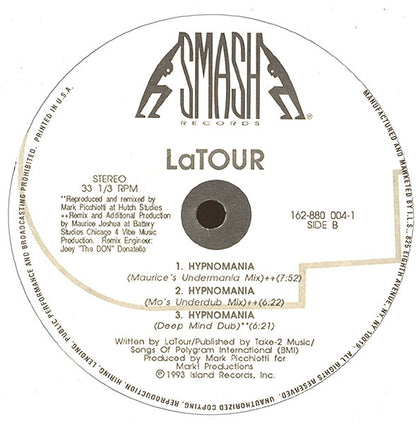 SMASH
RECORDS
®
LaTOUR
STEREO
33 1/3 RPM
**Reproduced and remixed by
Mark Picchiotti at Hutch Studios
++Remix and Additional Production
by Maurice Joshua at Battery
Studios Chicago 4 Vibe Music
Production. Remix Engineer:
Joey "The DON" Donatello
162-880 004-1
SIDE B
1. HYPNOMANIA
(Maurice's Undermania Mix)++(7:52)
2. HYPNOMANIA
(Mo's Underdub Mix)++(6:22)
3. HYPNOMANIA
(Deep Mind Dub)**(6:21)
Written by LaTour/Published by Take-2 Music/
Songs Of Polygram International (BMI)
Produced by Mark Picchiotti for
Mark! Productions
Ⓟ1993 Island Records, Inc.
MANUFACTURED AND MARKETED BY I.L.S., 825 EIGHTH AVENUE, NY, NY 10019. ALL RIGHTS RESERVED. UNAUTHORIZED COPYING, REPRODUCTION, HIRING, LENDING, PUBLIC PERFORMANCE AND BROADCASTING PROHIBITED. PRINTED IN U.S.A.